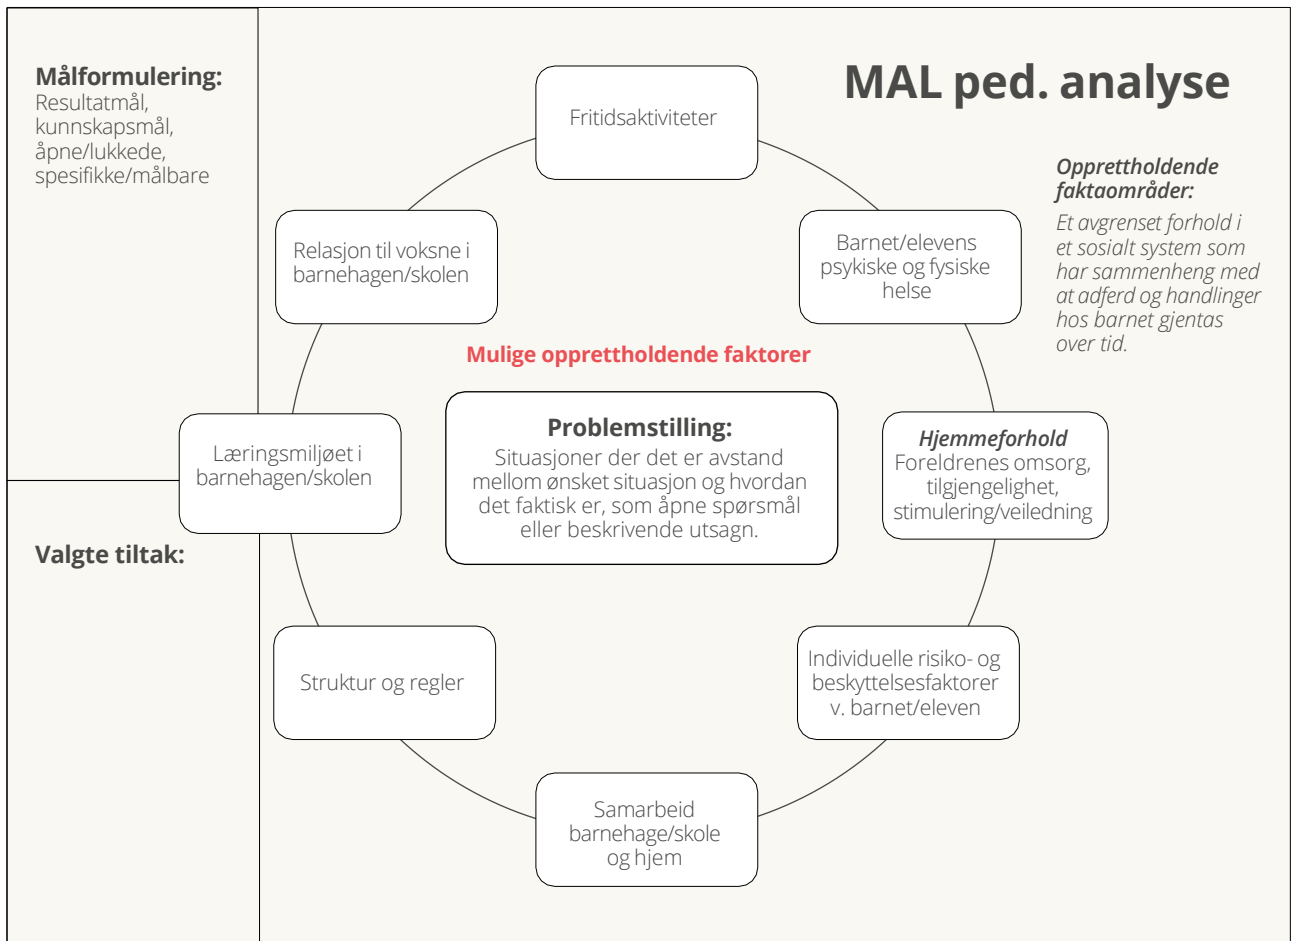 Målformulering:
Resultatmål,
kunnskapsmål,
åpne/lukkede,
spesifikke/målbare
Valgte tiltak:
MAL ped. analyse
Opprettholdende
faktaområder:
Et avgrenset forhold i
et sosialt system som
har sammenheng med
at adferd og handlinger
hos barnet gjentas
over tid.
Fritidsaktiviteter
Barnet/elevens
psykiske og fysiske
helse
Hjemmeforhold
Foreldrenes omsorg,
tilgjengelighet,
stimulering/veiledning
Individuelle risiko- og
beskyttelsesfaktorer
v. barnet/eleven
Samarbeid
barnehage/skole
og hjem
Struktur og regler
Læringsmiljøet i
barnehagen/skolen
Relasjon til voksne i
barnehagen/skolen
Mulige opprettholdende faktorer
Problemstilling:
Situasjoner der det er avstand
mellom ønsket situasjon og hvordan
det faktisk er, som åpne spørsmål
eller beskrivende utsagn.